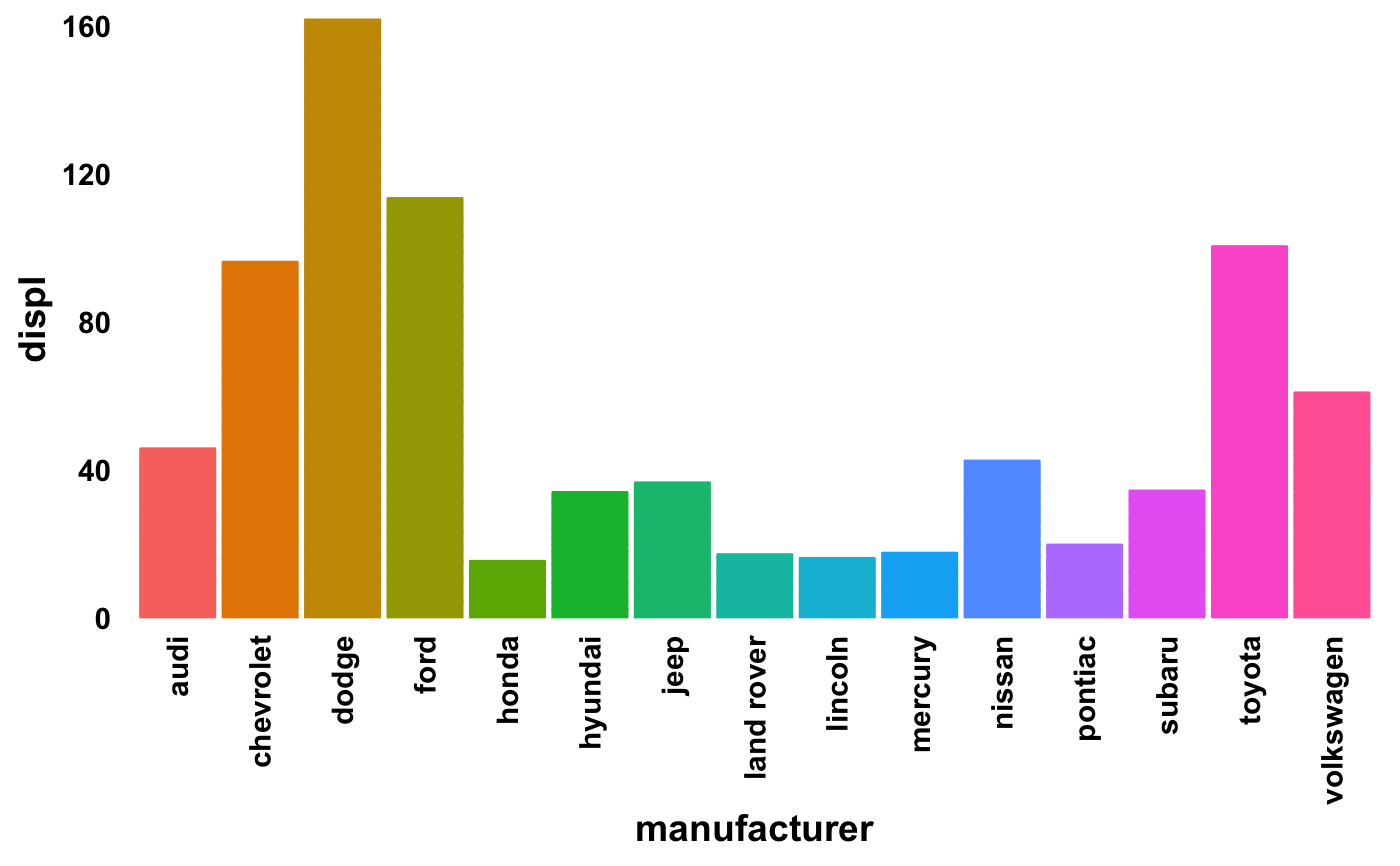 160
120
80
40
0
displ
audi
chevrolet
dodge
ford
honda
hyundai
jeep
land rover
lincoln
mercury
nissan
pontiac
subaru
toyota
volkswagen
manufacturer